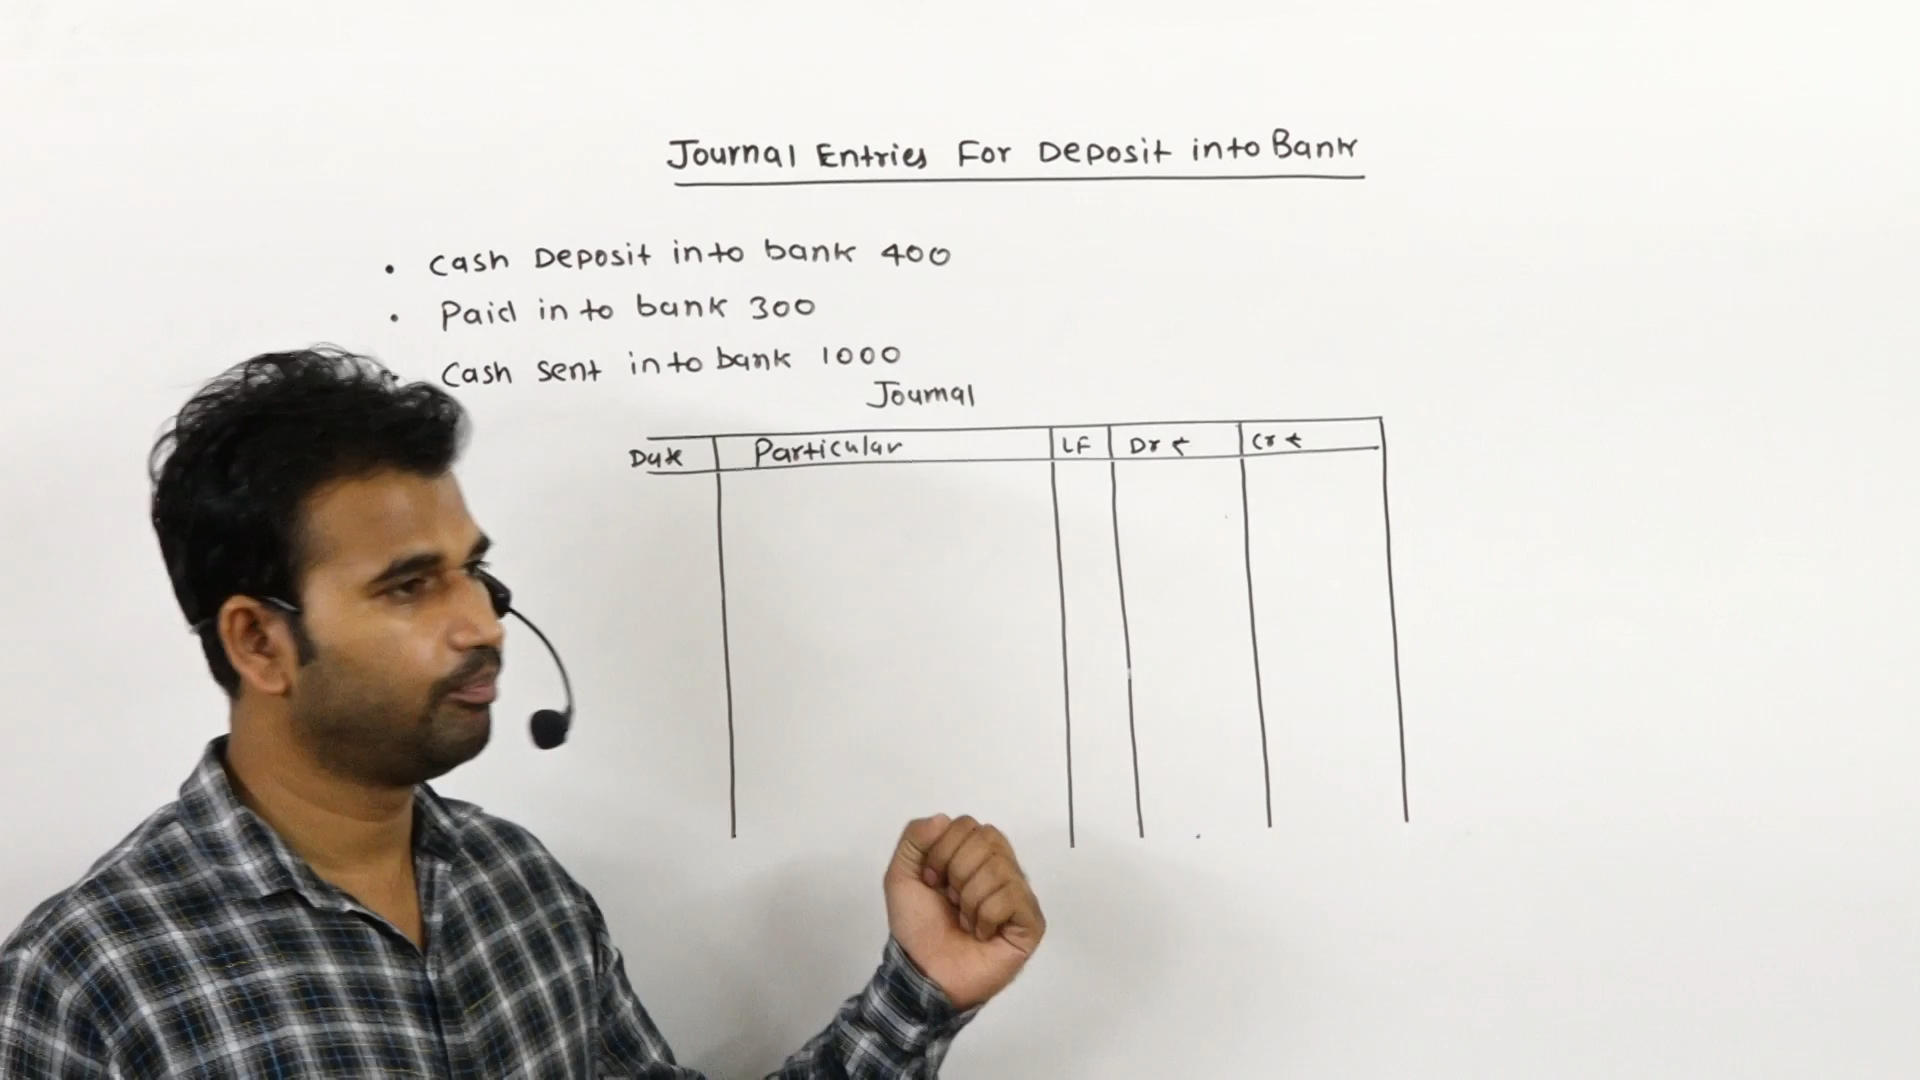 Journal Entries For Deposit into Bank
• Cash Deposit into bank 400
• Paid in to bank 300
• Cash sent into bank 1000
Journal
Date Particular LF Dr ₹ Cr ₹